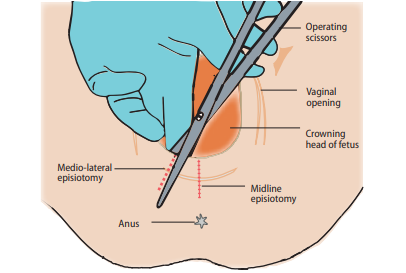 Operating
scissors
Vaginal
opening
Crowning
head of fetus
Medio-lateral
episiotomy
Midline
episiotomy
Anus